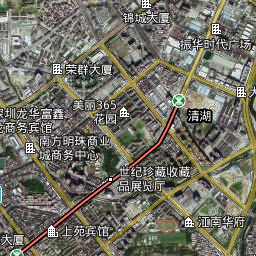 锦城大厦
振华时代广场
荣群大厦
美丽365
花园
清湖
深圳龙华富鑫
商务宾馆
南方明珠商业
城商务中心
世纪珍藏收藏
品展览厅
江南华府
上苑宾馆
大厦